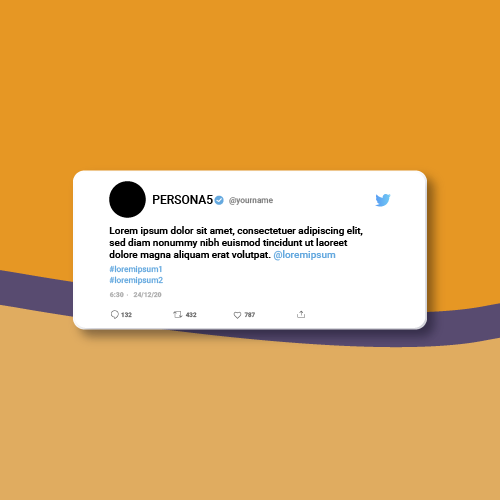 PERSONA5 @yourname
Lorem ipsum dolor sit amet, consectetuer adipiscing elit,
sed diam nonummy nibh euismod tincidunt ut laoreet
dolore magna aliquam erat volutpat. @loremipsum
#loremipsum1
#loremipsum2
6:30 · 24/12/20
132 432 787